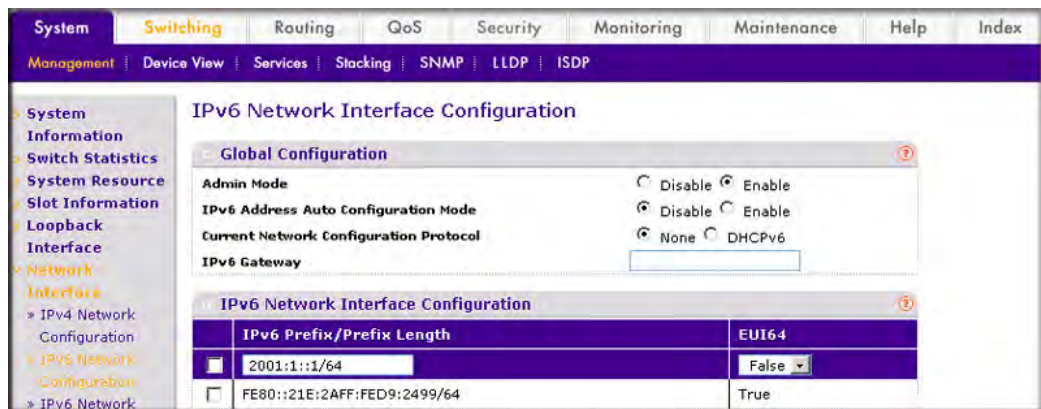 System Switching Routing QoS Security Monitoring Maintenance Help Index
Management Device View Services Stacking SNMP LLDP ISDP
System
Information
Switch Statistics
System Resource
Slot Information
Loopback
Interface
Network
Interface
» IPv4 Network
Configuration
» IPv6 Network
Configuration
» IPv6 Network
IPv6 Network Interface Configuration
Global Configuration
Admin Mode Disable Enable
IPv6 Address Auto Configuration Mode Disable Enable
Current Network Configuration Protocol None DHCPv6
IPv6 Gateway
IPv6 Network Interface Configuration
IPv6 Prefix/Prefix Length EUI64
2001:1::1/64 False
FE80::21E:2AFF:FED9:2499/64 True